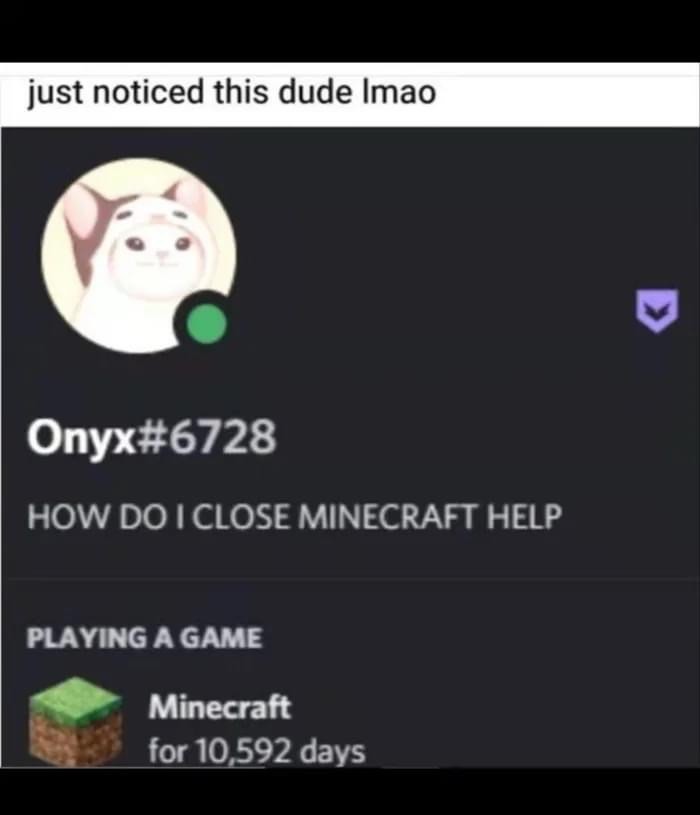 just noticed this dude lmao
Onyx#6728
HOW DO I CLOSE MINECRAFT HELP
PLAYING A GAME
Minecraft
for 10,592 days